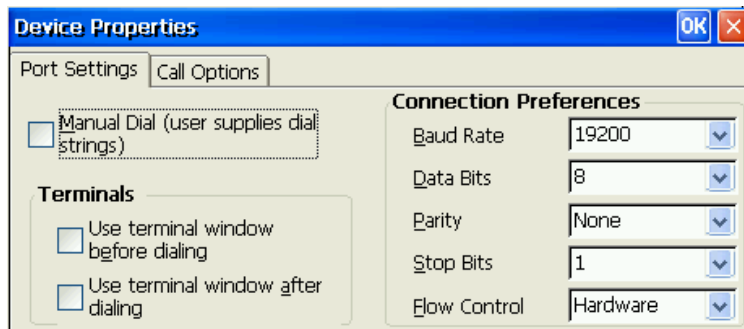 Device Properties OK
Port Settings Call Options
Manual Dial (user supplies dial
strings)
Terminals
Use terminal window
before dialing
Use terminal window after
dialing
Connection Preferences
Baud Rate 19200
Data Bits 8
Parity None
Stop Bits 1
Flow Control Hardware